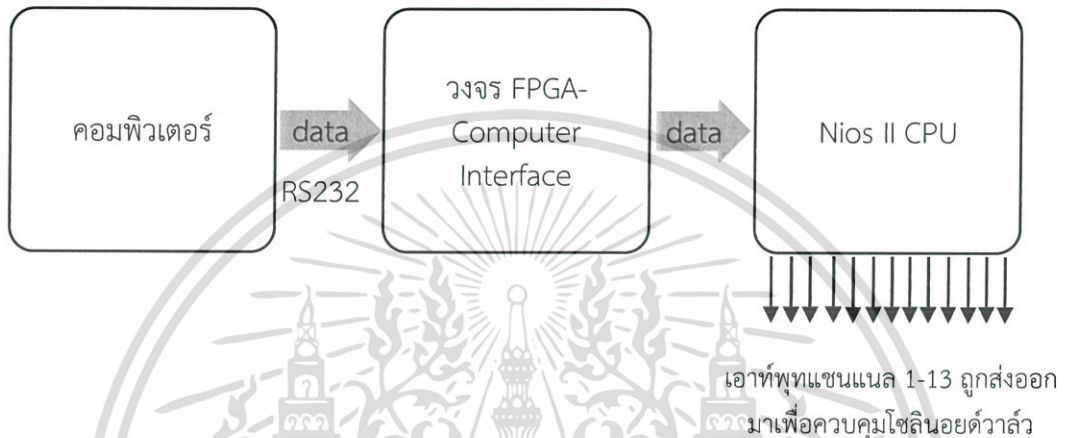 คอมพิวเตอร์
data
RS232
วงจร FPGA-
Computer
Interface
data
Nios II CPU
เอาท์พุทแชนแนล 1-13 ถูกส่งออก
มาเพื่อควบคุมโซลินอยด์วาล์ว